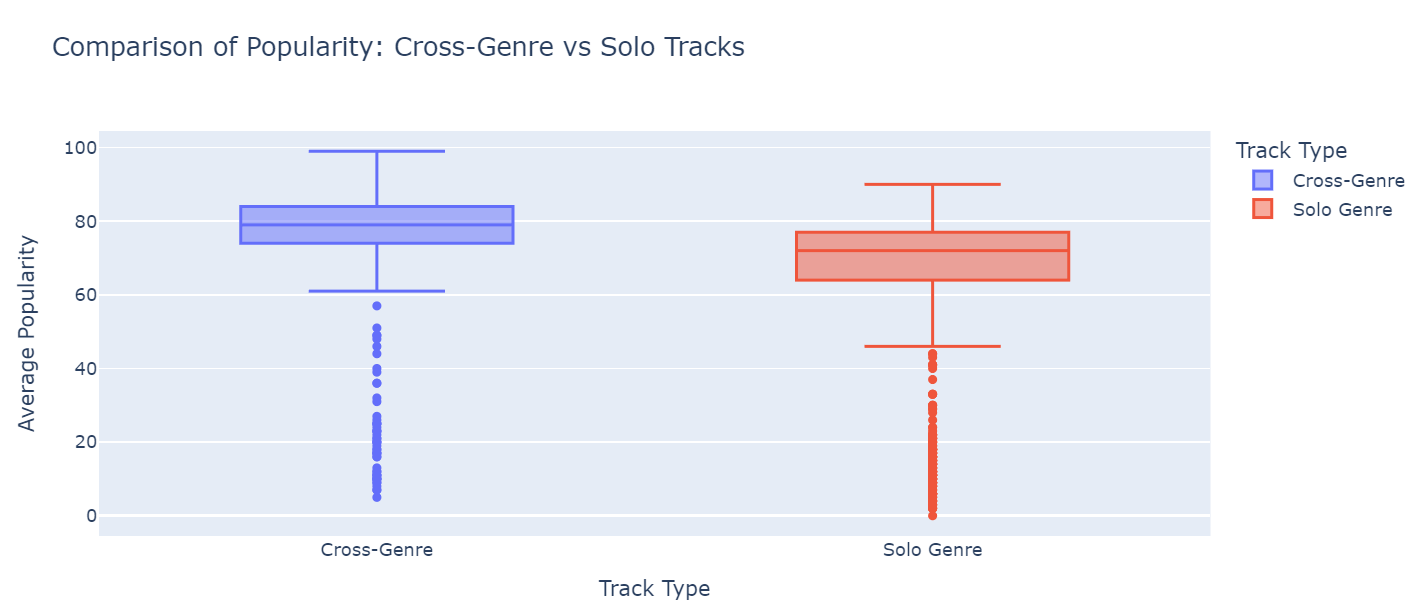 Comparison of Popularity: Cross-Genre vs Solo Tracks
100
80
60
40
20
0
Average Popularity
Cross-Genre
Solo Genre
Track Type
Track Type
Cross-Genre
Solo Genre